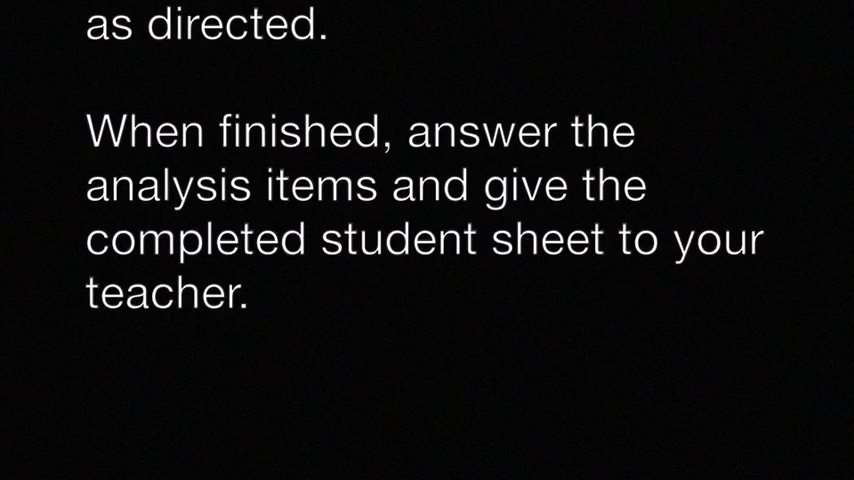 as directed.
When finished, answer the
analysis items and give the
completed student sheet to your
teacher.